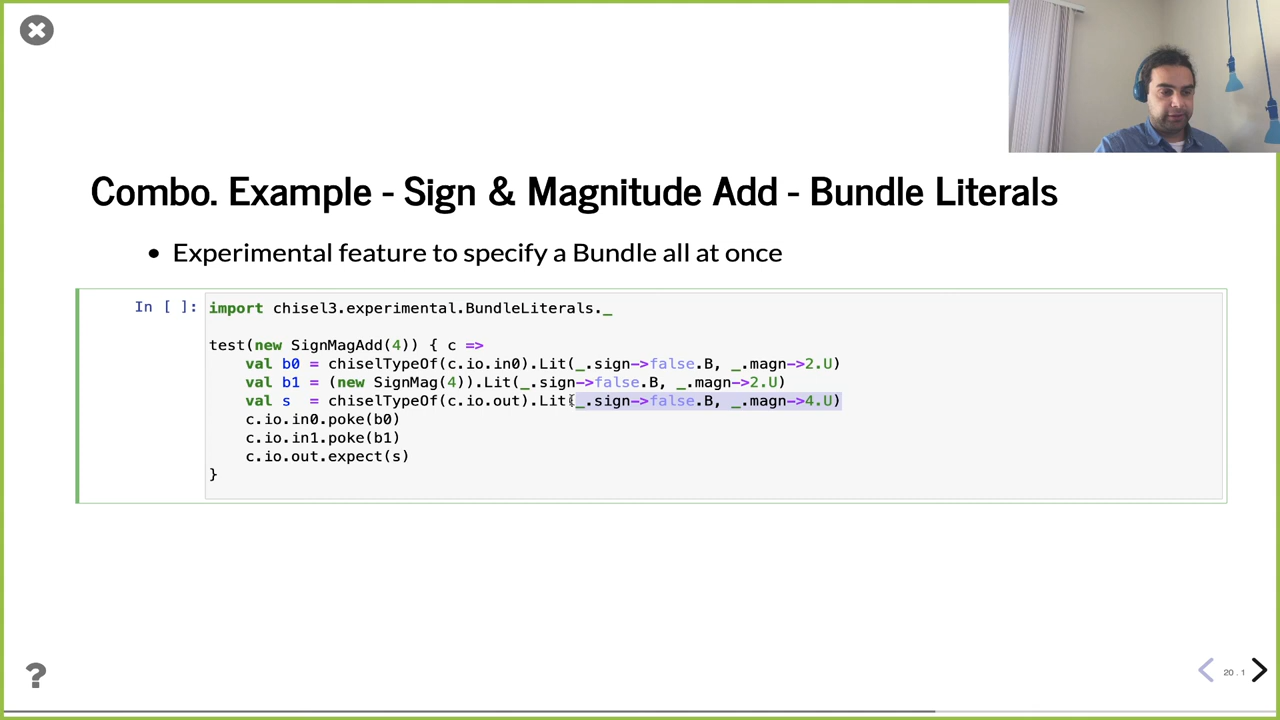 Combo. Example - Sign & Magnitude Add - Bundle Literals
• Experimental feature to specify a Bundle all at once
In [ ]:
import chisel3.experimental.BundleLiterals._
test(new SignMagAdd(4)) { c =>
    val b0 = chiselTypeOf(c.io.in0).Lit(_.sign->false.B, _.magn->2.U)
    val b1 = (new SignMag(4)).Lit(_.sign->false.B, _.magn->2.U)
    val s  = chiselTypeOf(c.io.out).Lit(_.sign->false.B, _.magn->4.U)
    c.io.in0.poke(b0)
    c.io.in1.poke(b1)
    c.io.out.expect(s)
}
?
20 . 1